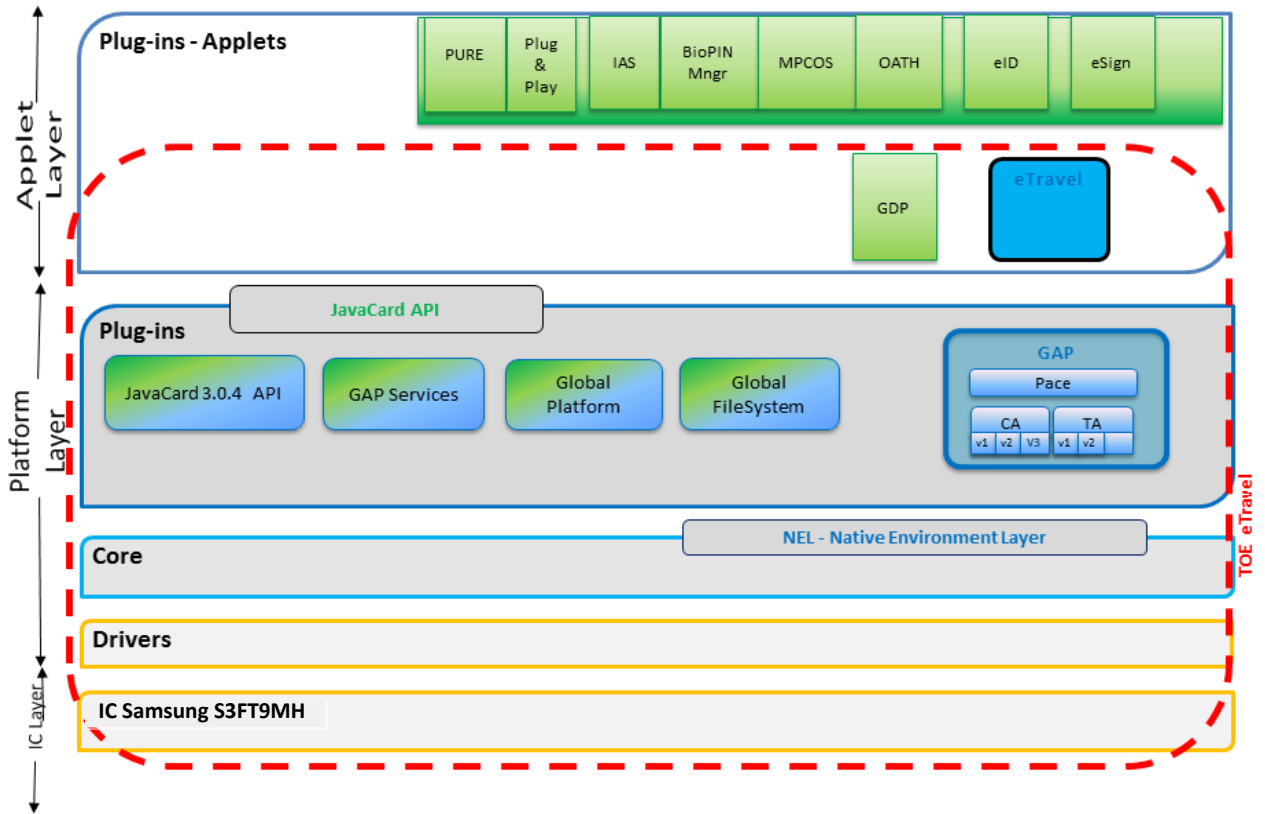 Plug-ins - Applets
PURE
Plug
&
Play
IAS
BioPIN
Mngr
MPCOS
OATH
eID
eSign
Applet
Layer
GDP
eTravel
JavaCard API
Plug-ins
JavaCard 3.0.4 API
GAP Services
Global
Platform
Global
FileSystem
GAP
Pace
CA
TA
v1
v2
V3
v1
v2
Platform
Layer
NEL - Native Environment Layer
Core
TOE eTravel
Drivers
IC Samsung S3FT9MH
IC Layer